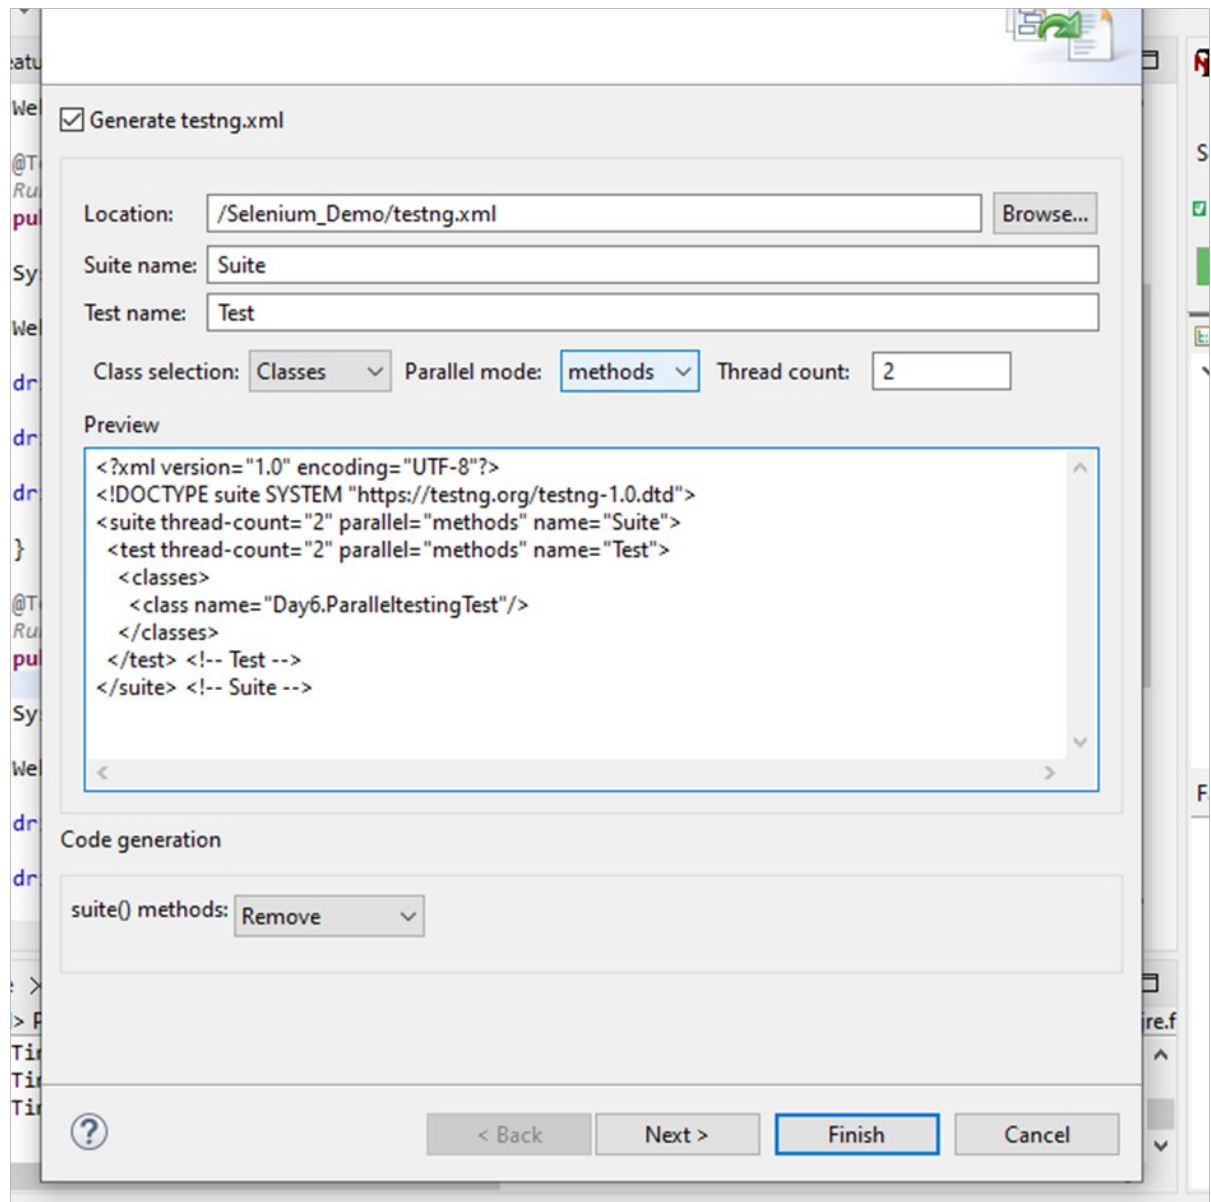 Generate testng.xml
Location: /Selenium_Demo/testng.xml Browse...
Suite name: Suite
Test name: Test
Class selection: Classes Parallel mode: methods Thread count: 2
Preview
<?xml version="1.0" encoding="UTF-8"?>
<!DOCTYPE suite SYSTEM "https://testng.org/testng-1.0.dtd">
<suite thread-count="2" parallel="methods" name="Suite">
<test thread-count="2" parallel="methods" name="Test">
<classes>
<class name="Day6.ParalleltestingTest"/>
</classes>
</test> <!-- Test -->
</suite> <!-- Suite -->
Code generation
suite() methods: Remove
< Back Next > Finish Cancel